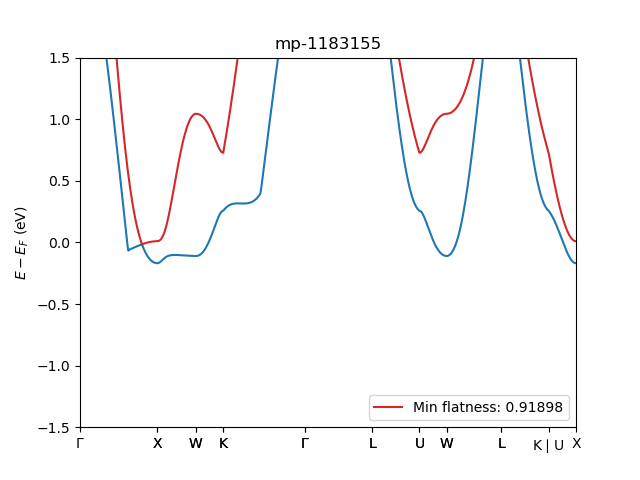 mp-1183155
E − E_F (eV)
1.5
1.0
0.5
0.0
−0.5
−1.0
−1.5
Min flatness: 0.91898
Γ X W K Γ L U W L K | U X